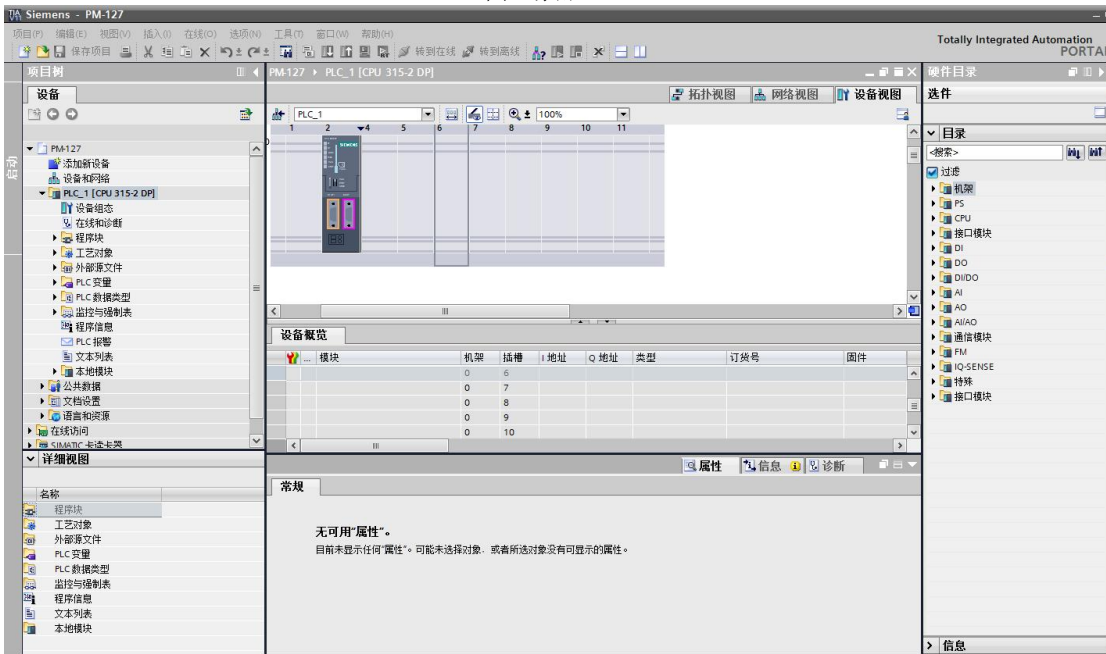 Siemens - PM-127
项目(P) 编辑(E) 视图(V) 插入(I) 在线(O) 选项(N) 工具(T) 窗口(W) 帮助(H)
保存项目 转到在线 转到离线
Totally Integrated Automation
PORTAL
项目树
PM-127 ▸ PLC_1 [CPU 315-2 DP]
硬件目录
设备
拓扑视图 网络视图 设备视图
选件
PLC_1 100%
1 2 4 5 6 7 8 9 10 11
目录
<搜索>
过滤
机架
PS
CPU
接口模块
DI
DO
DI/DO
AI
AO
AI/AO
通信模块
FM
IQ-SENSE
特殊
接口模块
信息
启动
PM-127
添加新设备
设备和网络
PLC_1 [CPU 315-2 DP]
设备组态
在线和诊断
程序块
工艺对象
外部源文件
PLC 变量
PLC 数据类型
监控与强制表
程序信息
PLC 报警
文本列表
本地模块
公共数据
文档设置
语言和资源
在线访问
SIMATIC 卡读卡器
设备概览
... 模块 机架 插槽 I 地址 Q 地址 类型 订货号 固件
0 6
0 7
0 8
0 9
0 10
属性 信息 诊断
常规
无可用“属性”。
目前未显示任何“属性”。可能未选择对象，或者所选对象没有可显示的属性。
详细视图
名称
程序块
工艺对象
外部源文件
PLC 变量
PLC 数据类型
监控与强制表
程序信息
文本列表
本地模块